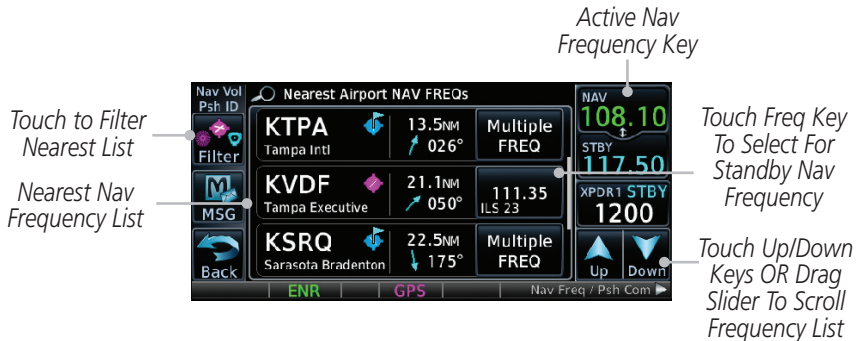 Active Nav
Frequency Key
Touch to Filter
Nearest List
Nearest Nav
Frequency List
Nav Vol
Psh ID
Nearest Airport NAV FREQs
Filter
MSG
Back
KTPA
Tampa Intl
13.5NM
026°
Multiple
FREQ
KVDF
Tampa Executive
21.1NM
050°
111.35
ILS 23
KSRQ
Sarasota Bradenton
22.5NM
175°
Multiple
FREQ
NAV
108.10
STBY
117.50
XPDR1 STBY
1200
Up
Down
ENR
GPS
Nav Freq / Psh Com
Touch Freq Key
To Select For
Standby Nav
Frequency
Touch Up/Down
Keys OR Drag
Slider To Scroll
Frequency List